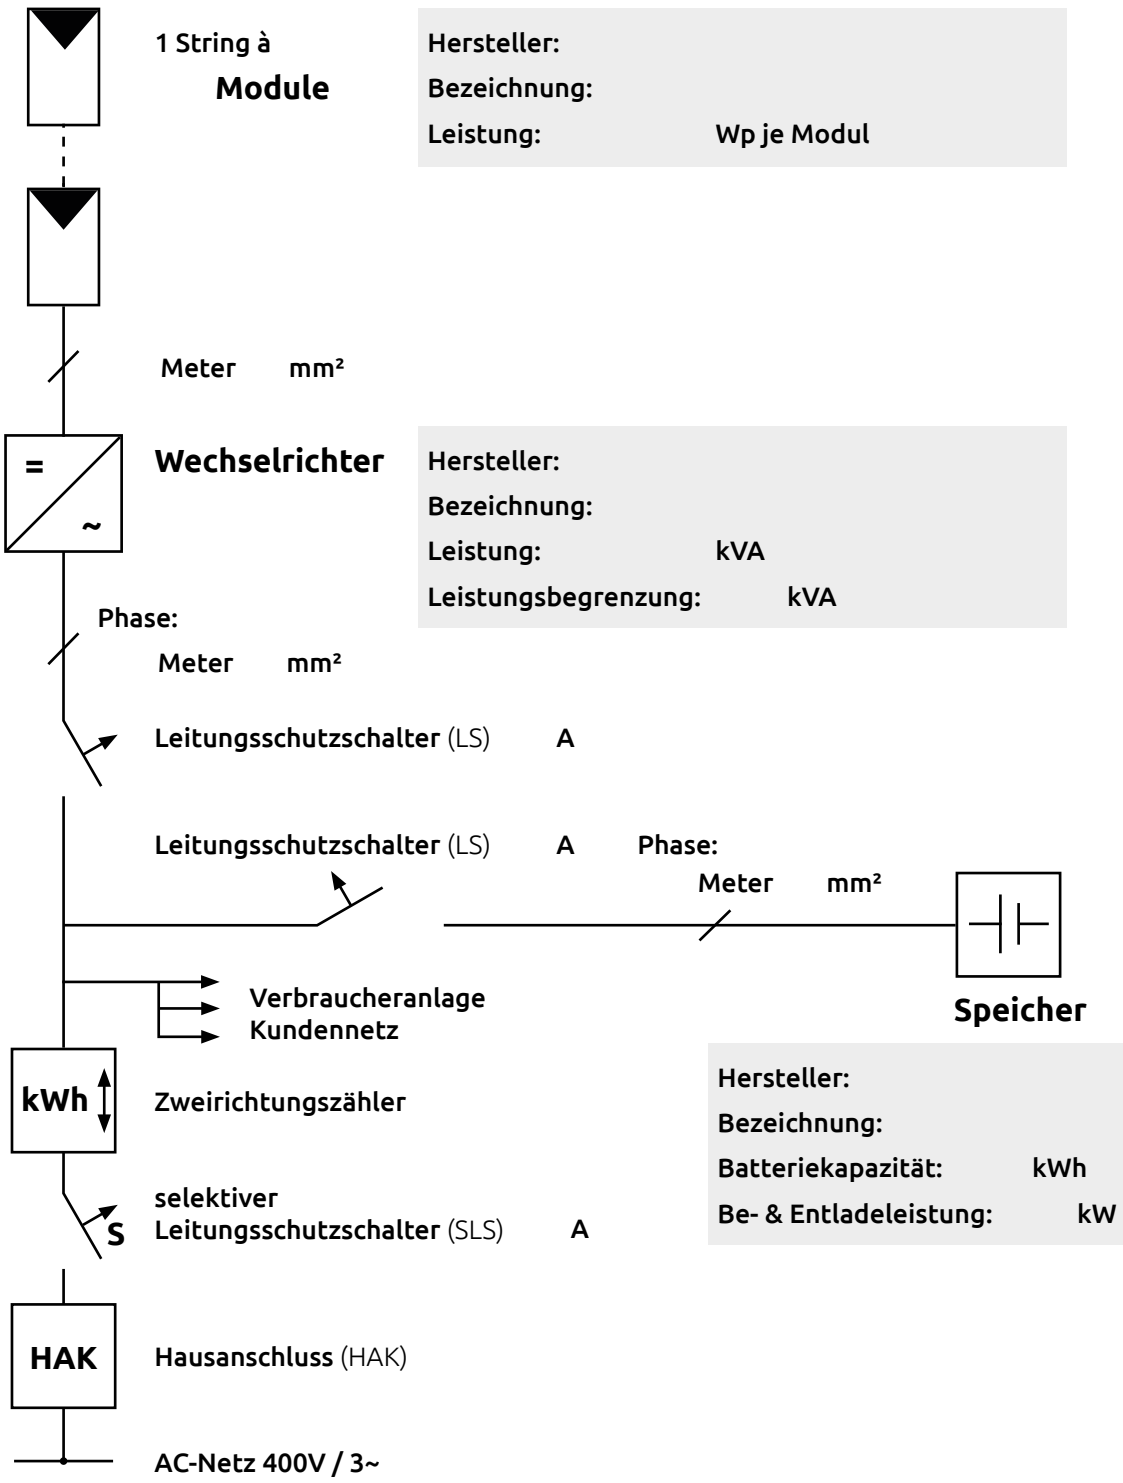 1 String à
Module
Hersteller:
Bezeichnung:
Leistung: Wp je Modul
Meter mm²
=
~
Wechselrichter
Hersteller:
Bezeichnung:
Leistung: kVA
Leistungsbegrenzung: kVA
Phase:
Meter mm²
Leitungsschutzschalter (LS) A
Leitungsschutzschalter (LS) A Phase:
Meter mm²
Verbraucheranlage
Kundennetz
Speicher
kWh
Zweirichtungszähler
Hersteller:
Bezeichnung:
Batteriekapazität: kWh
Be- & Entladeleistung: kW
S
selektiver
Leitungsschutzschalter (SLS) A
HAK
Hausanschluss (HAK)
AC-Netz 400V / 3~